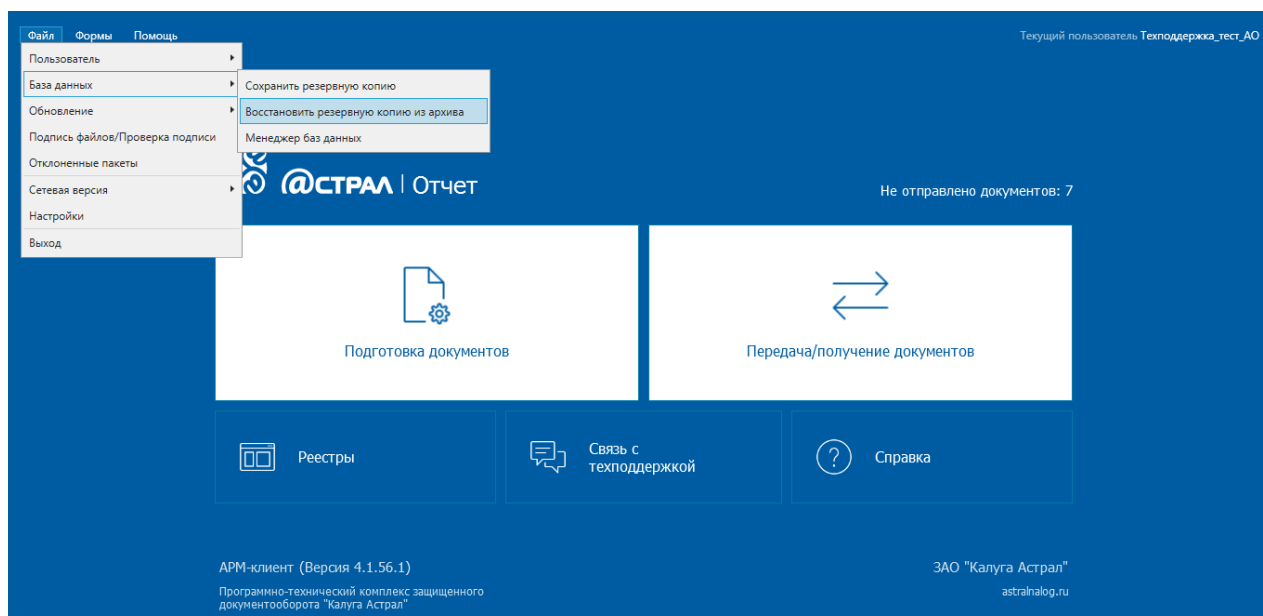 Файл Формы Помощь
Текущий пользователь Техподдержка_тест_АО
Пользователь
База данных
Обновление
Подпись файлов/Проверка подписи
Отклоненные пакеты
Сетевая версия
Настройки
Выход
Сохранить резервную копию
Восстановить резервную копию из архива
Менеджер баз данных
@СТРАЛ | Отчет
Не отправлено документов: 7
Подготовка документов
Передача/получение документов
Реестры
Связь с
техподдержкой
?
Справка
АРМ-клиент (Версия 4.1.56.1)
Программно-технический комплекс защищенного
документооборота "Калуга Астрал"
ЗАО "Калуга Астрал"
astralnalog.ru